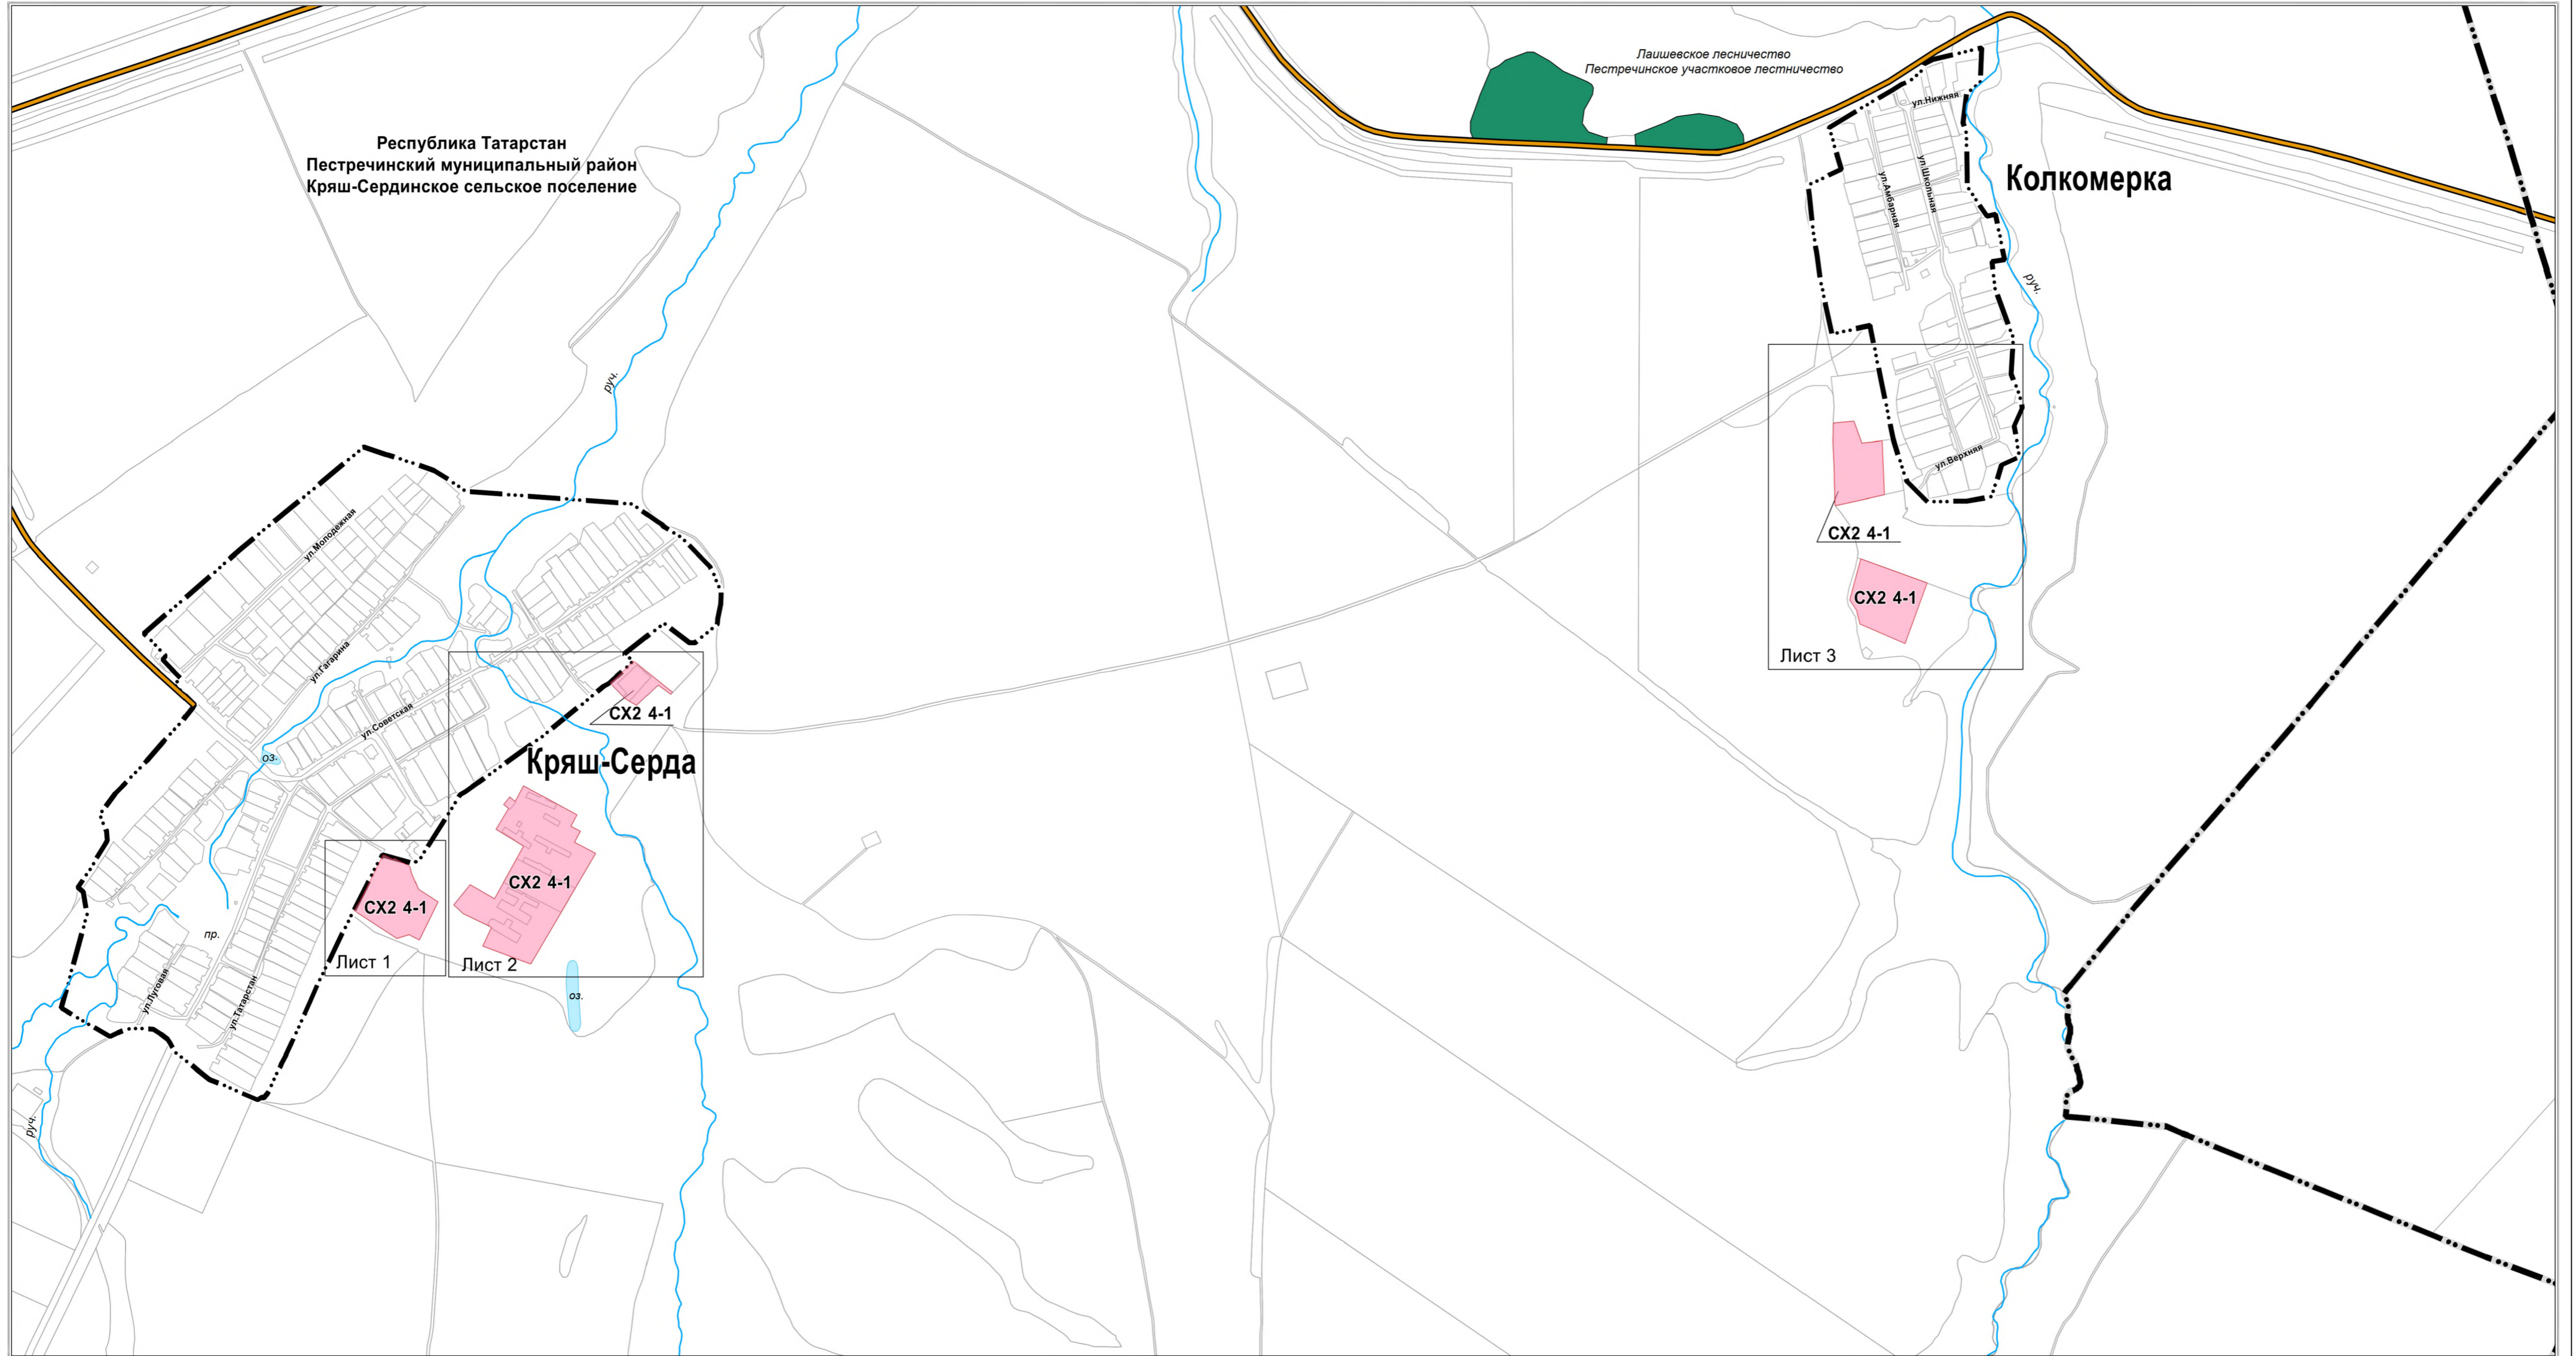 Лаишевское лесничество
Пестречинское участковое лестничество
ул.Нижняя
Республика Татарстан
Пестречинский муниципальный район
Кряш-Сердинское сельское поселение
Колкомерка
ул.Школьная
ул.Амбарная
руч.
руч.
ул.Верхняя
СХ2 4-1
СХ2 4-1
Лист 3
ул.Молодежная
ул.Гагарина
ул.Советская
СХ2 4-1
оз.
Кряш-Серда
СХ2 4-1
СХ2 4-1
пр.
Лист 1
Лист 2
оз.
ул.Луговая
ул.Татарстан
руч.